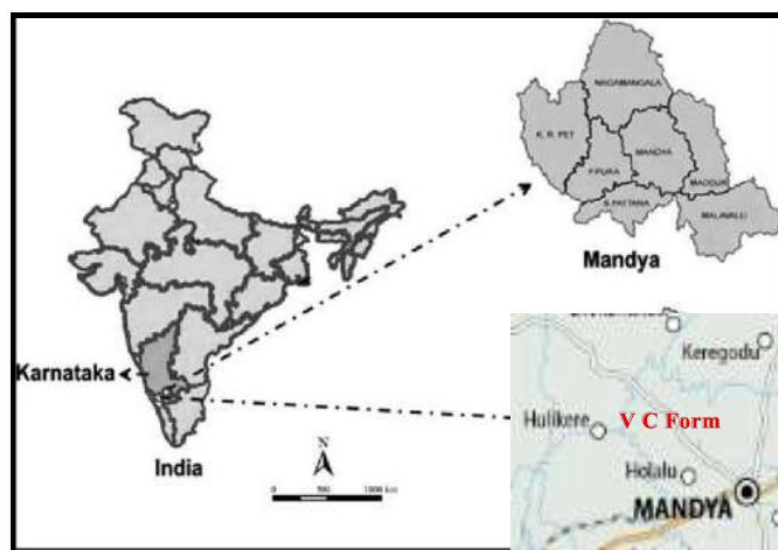 NAGAMANGALA
K. R. PET
MANDYA
P.PURA
MADDUR
S.PATTANA
MALAVALLI
Mandya
Karnataka
India
N
0 500 1000 km
Keregodu
V C Form
Hulikere
Holalu
MANDYA